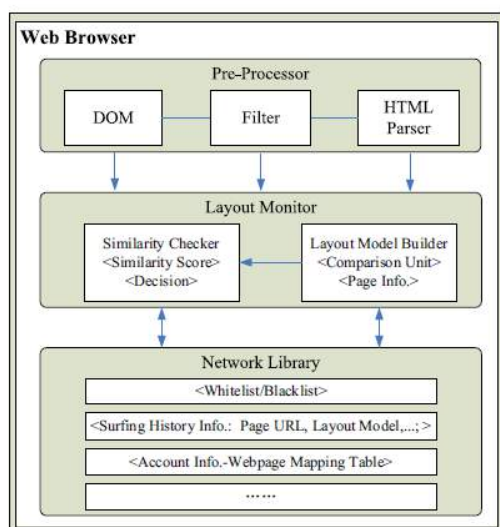 Web Browser
Pre-Processor
DOM
Filter
HTML
Parser
Layout Monitor
Similarity Checker
<Similarity Score>
<Decision>
Layout Model Builder
<Comparison Unit>
<Page Info.>
Network Library
<Whitelist/Blacklist>
<Surfing History Info.: Page URL, Layout Model,...; >
<Account Info.-Webpage Mapping Table>
……